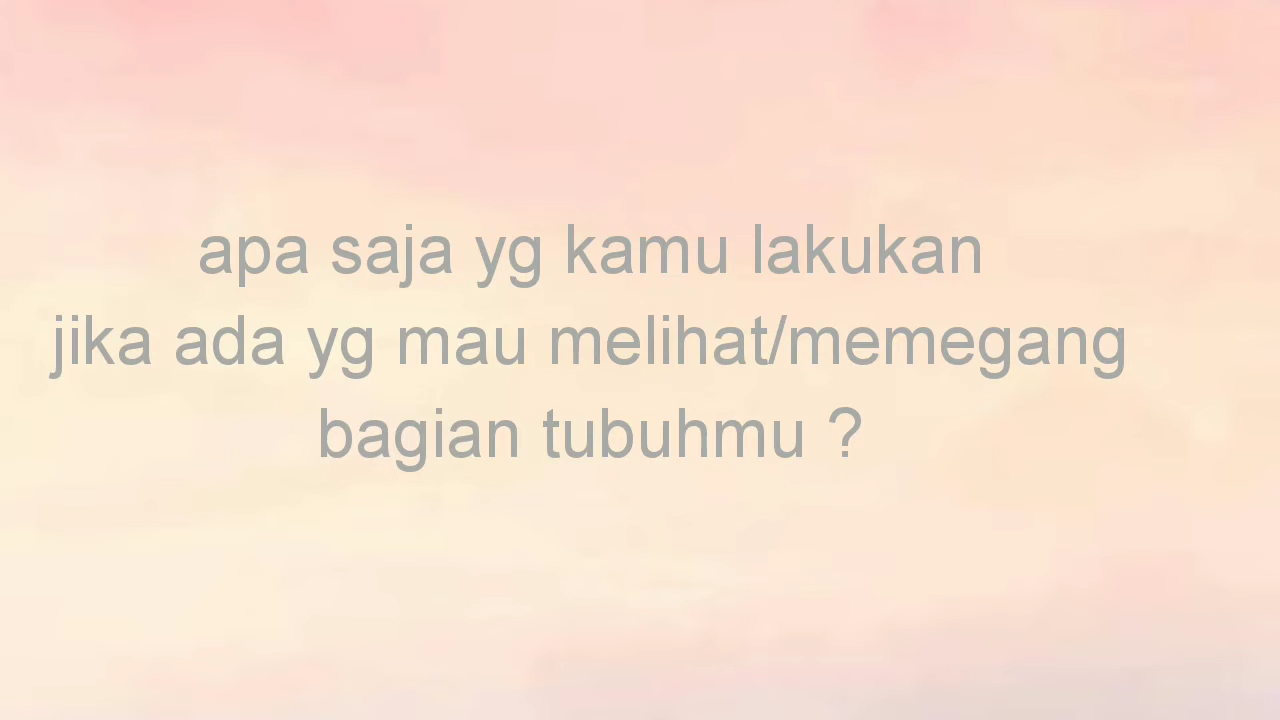 apa saja yg kamu lakukan
jika ada yg mau melihat/memegang
bagian tubuhmu ?